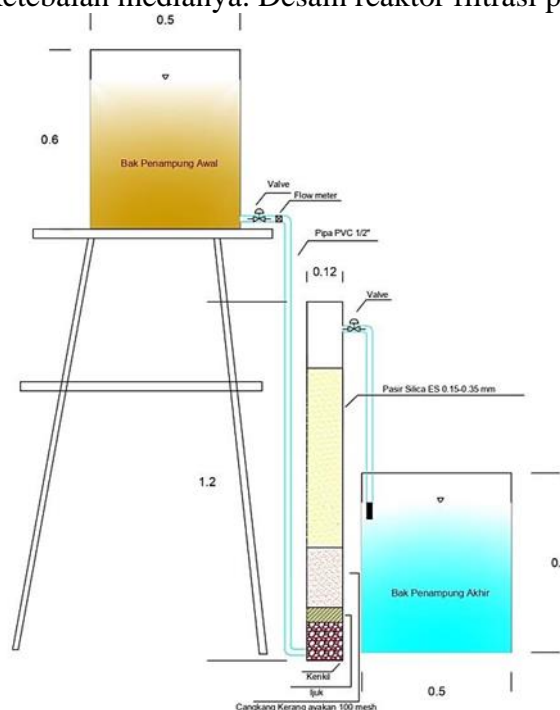 Desain reaktor filtrasi
0.5
0.6
Bak Penampung Awal
Valve
Flow meter
Pipa PVC 1/2"
0.12
Valve
Pasir Silica ES 0.15-0.35 mm
1.2
Bak Penampung Akhir
0.5
Kerikil
Ijuk
Cangkang Kerang ayakan 100 mesh